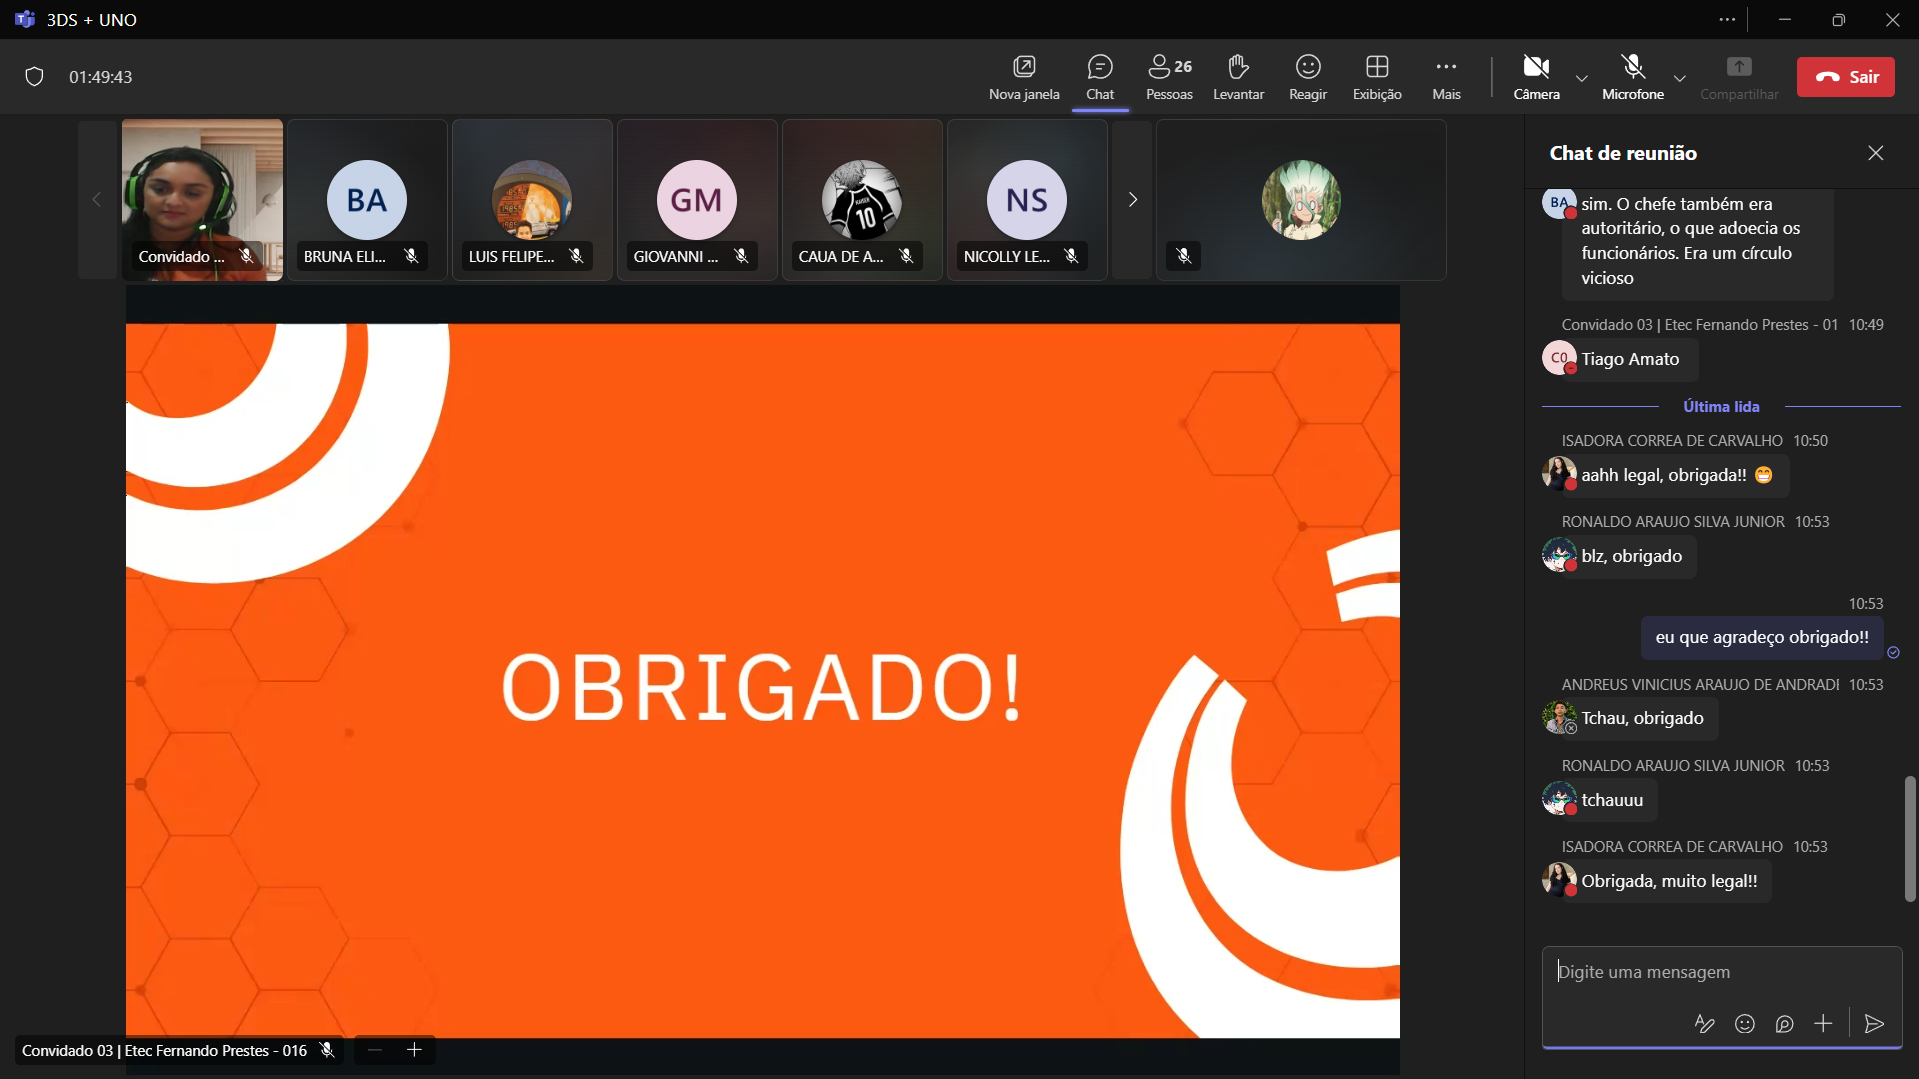 3DS + UNO
01:49:43
Nova janela
Chat
26
Pessoas
Levantar
Reagir
Exibição
Mais
Câmera
Microfone
Compartilhar
Sair
Convidado ...
BA
BRUNA ELI...
LUIS FELIPE...
GM
GIOVANNI ...
10
CAUA DE A...
NS
NICOLLY LE...
OBRIGADO!
Convidado 03 | Etec Fernando Prestes - 016
Chat de reunião
BA
sim. O chefe também era
autoritário, o que adoecia os
funcionários. Era um círculo
vicioso
Convidado 03 | Etec Fernando Prestes - 01 10:49
C0
Tiago Amato
Última lida
ISADORA CORREA DE CARVALHO 10:50
aahh legal, obrigada!! 😁
RONALDO ARAUJO SILVA JUNIOR 10:53
blz, obrigado
10:53
eu que agradeço obrigado!!
ANDREUS VINICIUS ARAUJO DE ANDRADE 10:53
Tchau, obrigado
RONALDO ARAUJO SILVA JUNIOR 10:53
tchauuu
ISADORA CORREA DE CARVALHO 10:53
Obrigada, muito legal!!
Digite uma mensagem